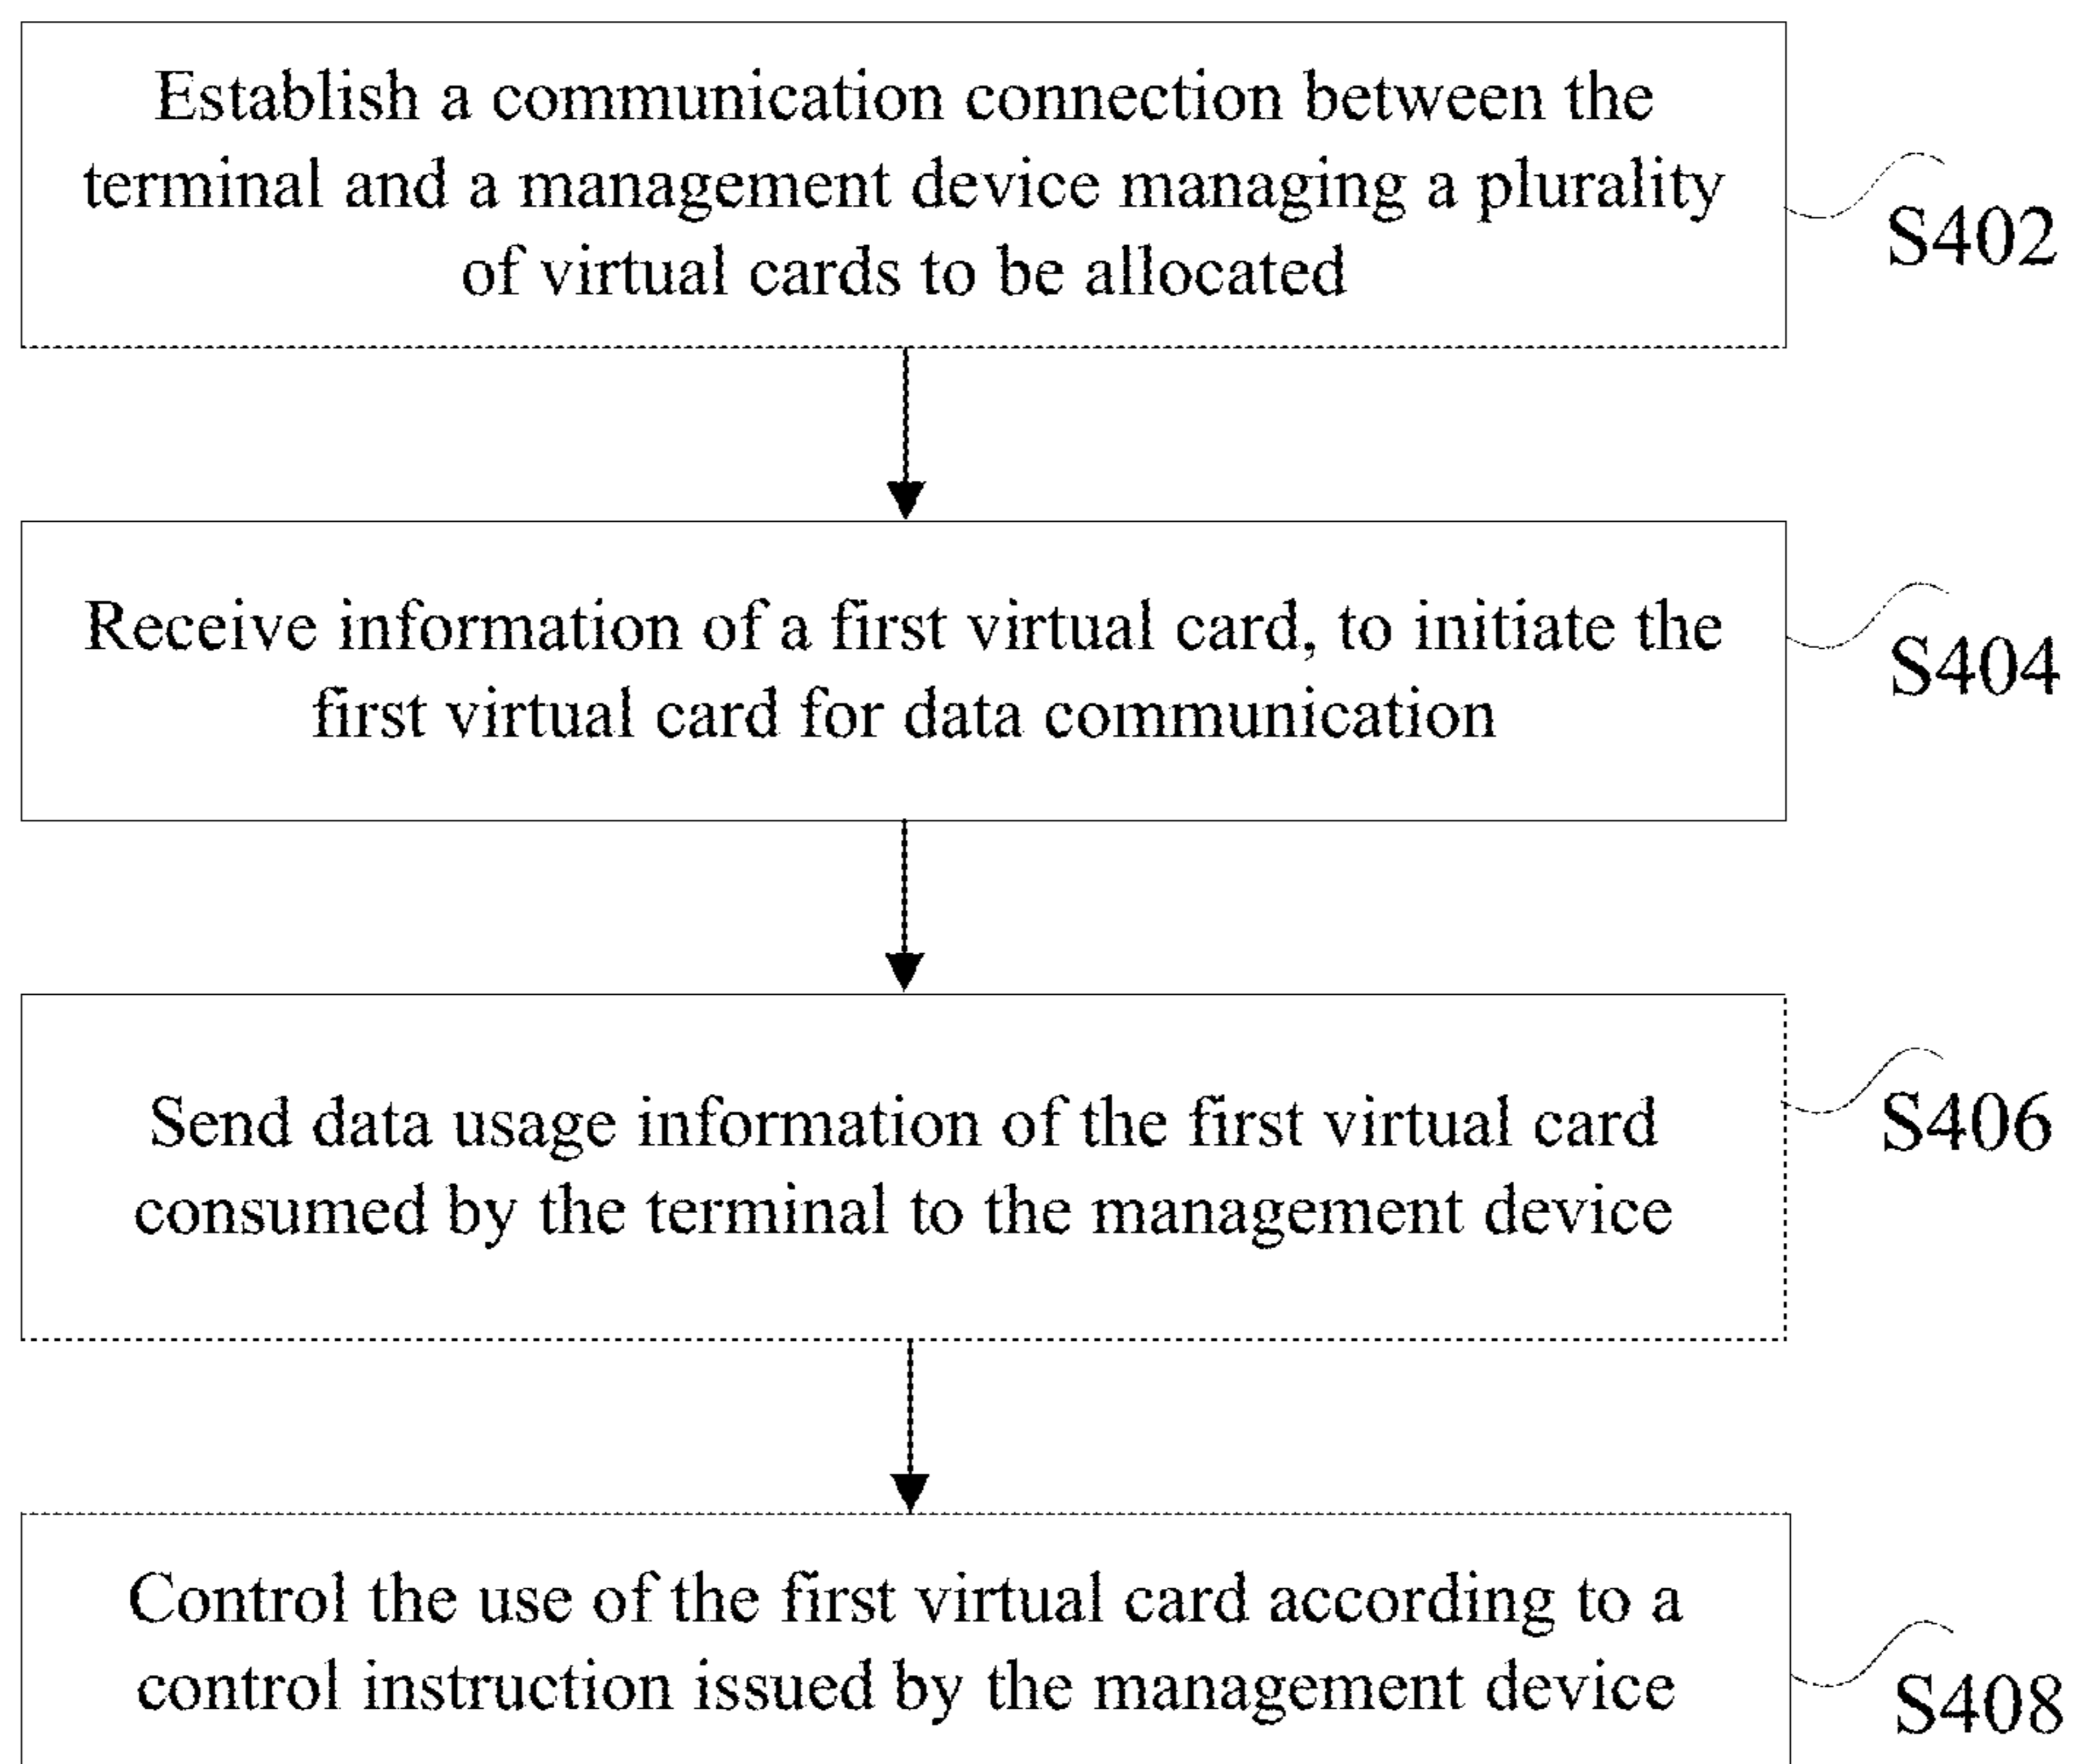 Establish a communication connection between the
terminal and a management device managing a plurality
of virtual cards to be allocated
S402
Receive information of a first virtual card, to initiate the
first virtual card for data communication
S404
Send data usage information of the first virtual card
consumed by the terminal to the management device
S406
Control the use of the first virtual card according to a
control instruction issued by the management device
S408